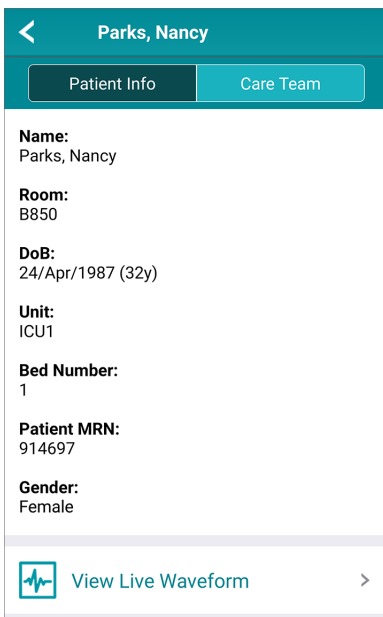 Parks, Nancy
Patient Info
Care Team
Name:
Parks, Nancy
Room:
B850
DoB:
24/Apr/1987 (32y)
Unit:
ICU1
Bed Number:
1
Patient MRN:
914697
Gender:
Female
View Live Waveform